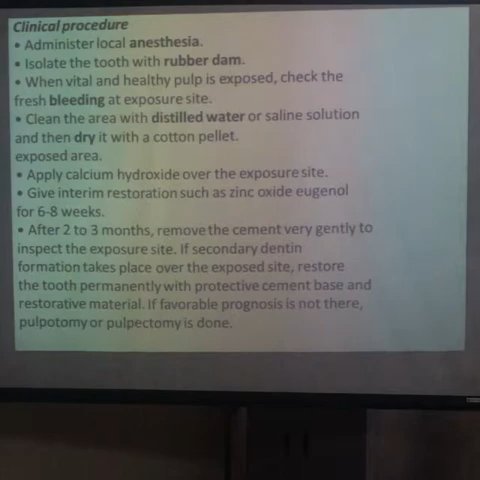 Clinical procedure
• Administer local anesthesia.
• Isolate the tooth with rubber dam.
• When vital and healthy pulp is exposed, check the
fresh bleeding at exposure site.
• Clean the area with distilled water or saline solution
and then dry it with a cotton pellet.
exposed area.
• Apply calcium hydroxide over the exposure site.
• Give interim restoration such as zinc oxide eugenol
for 6-8 weeks.
• After 2 to 3 months, remove the cement very gently to
inspect the exposure site. If secondary dentin
formation takes place over the exposed site, restore
the tooth permanently with protective cement base and
restorative material. If favorable prognosis is not there,
pulpotomy or pulpectomy is done.